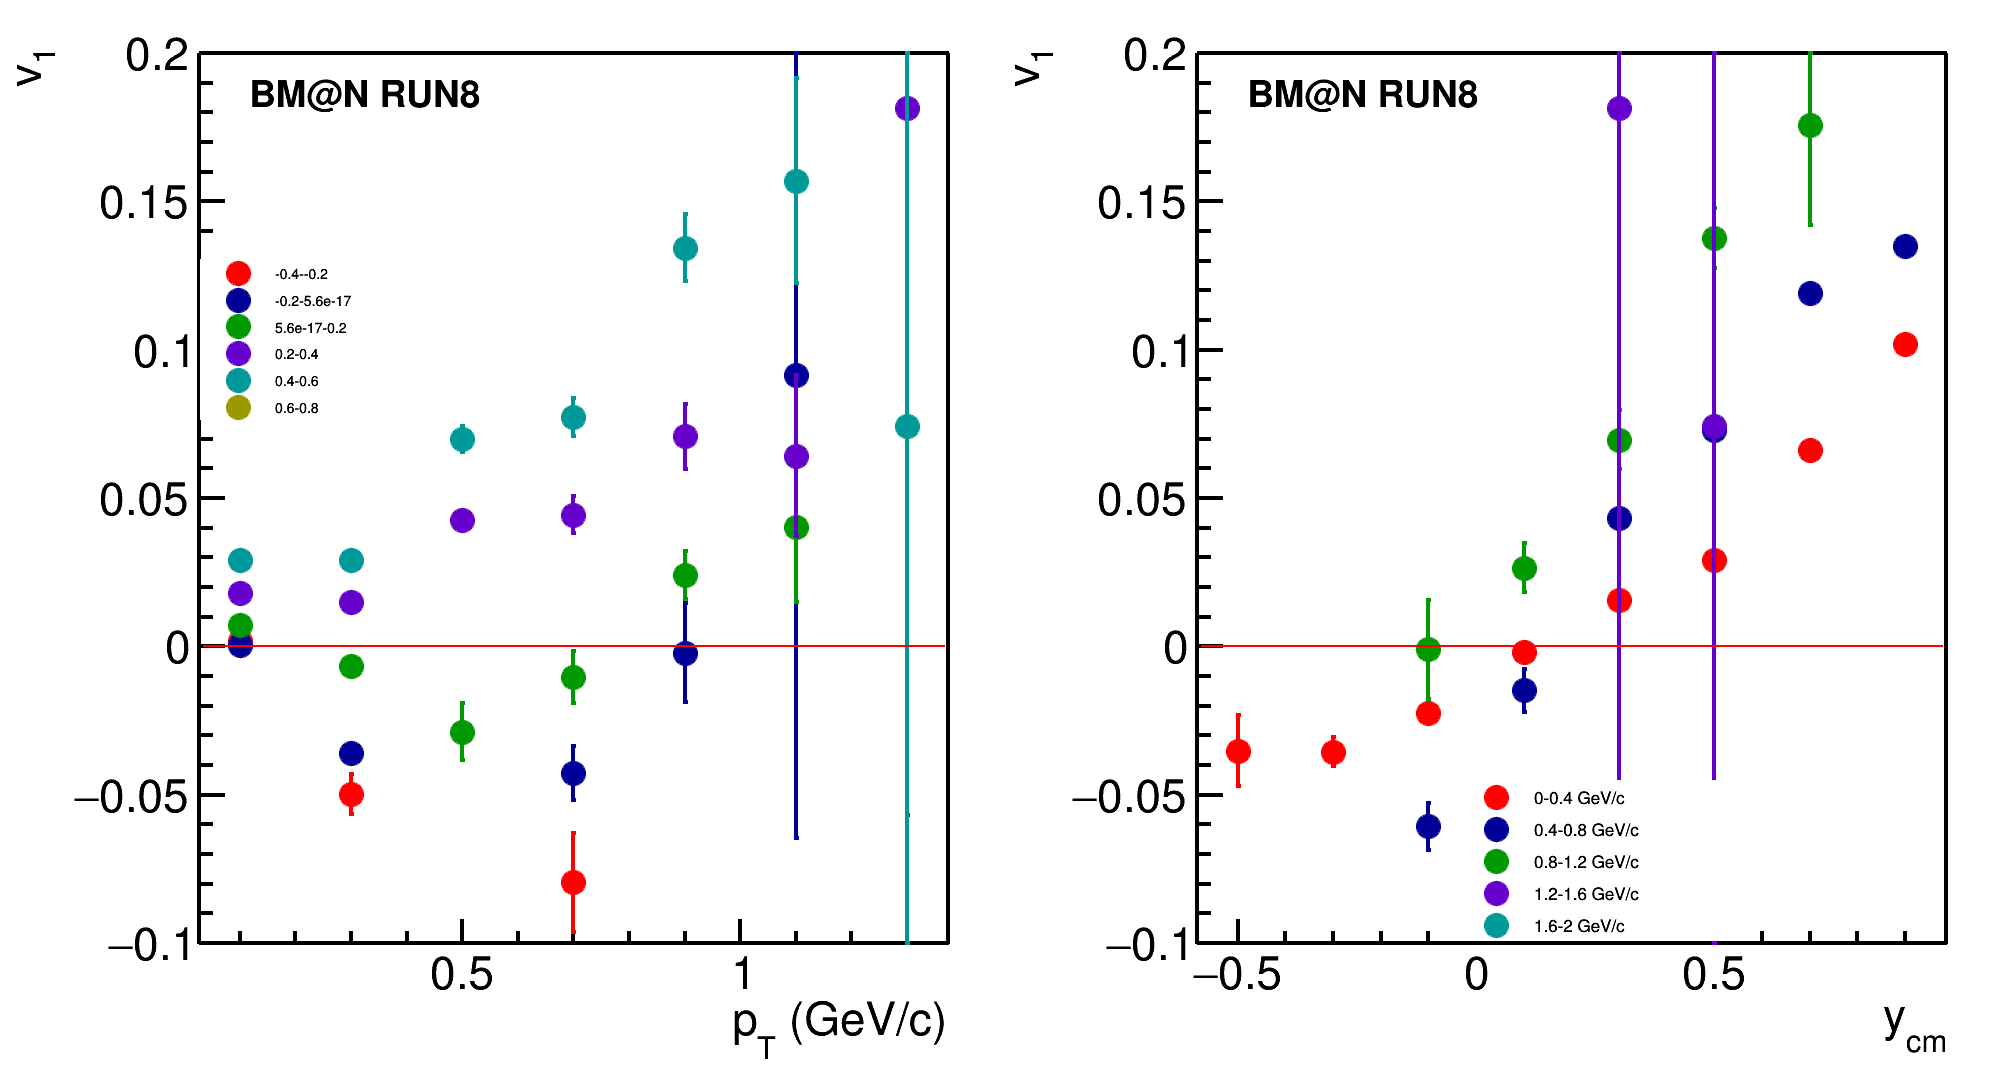 v1
0.2
0.15
0.1
0.05
0
−0.05
−0.1
BM@N RUN8
-0.4--0.2
-0.2-5.6e-17
5.6e-17-0.2
0.2-0.4
0.4-0.6
0.6-0.8
0.5
1
pT (GeV/c)
v1
0.2
0.15
0.1
0.05
0
−0.05
−0.1
BM@N RUN8
0-0.4 GeV/c
0.4-0.8 GeV/c
0.8-1.2 GeV/c
1.2-1.6 GeV/c
1.6-2 GeV/c
−0.5
0
0.5
ycm